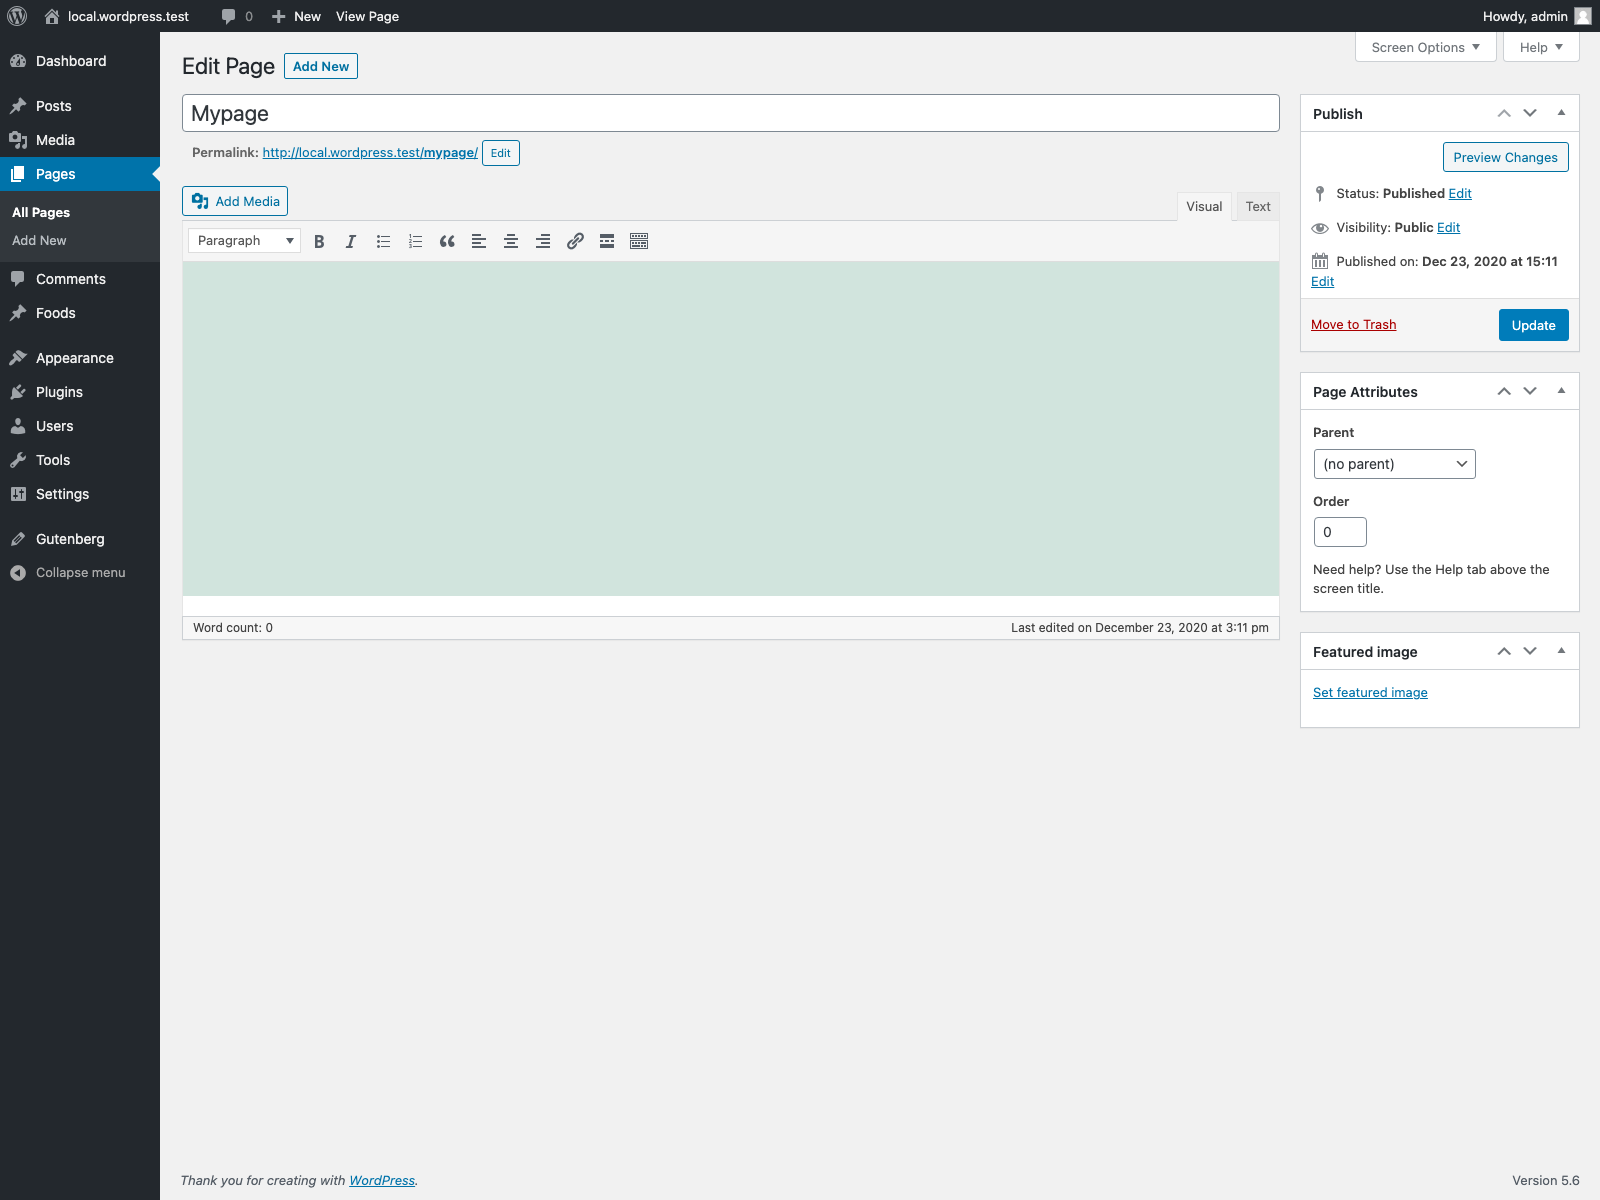 local.wordpress.test 0 New View Page Howdy, admin
Screen Options Help
Dashboard
Posts
Media
Pages
All Pages
Add New
Comments
Foods
Appearance
Plugins
Users
Tools
Settings
Gutenberg
Collapse menu
Edit Page Add New
Mypage
Permalink: http://local.wordpress.test/mypage/ Edit
Add Media
Visual Text
Paragraph
Word count: 0 Last edited on December 23, 2020 at 3:11 pm
Publish
Preview Changes
Status: Published Edit
Visibility: Public Edit
Published on: Dec 23, 2020 at 15:11
Edit
Move to Trash Update
Page Attributes
Parent
(no parent)
Order
0
Need help? Use the Help tab above the
screen title.
Featured image
Set featured image
Thank you for creating with WordPress. Version 5.6